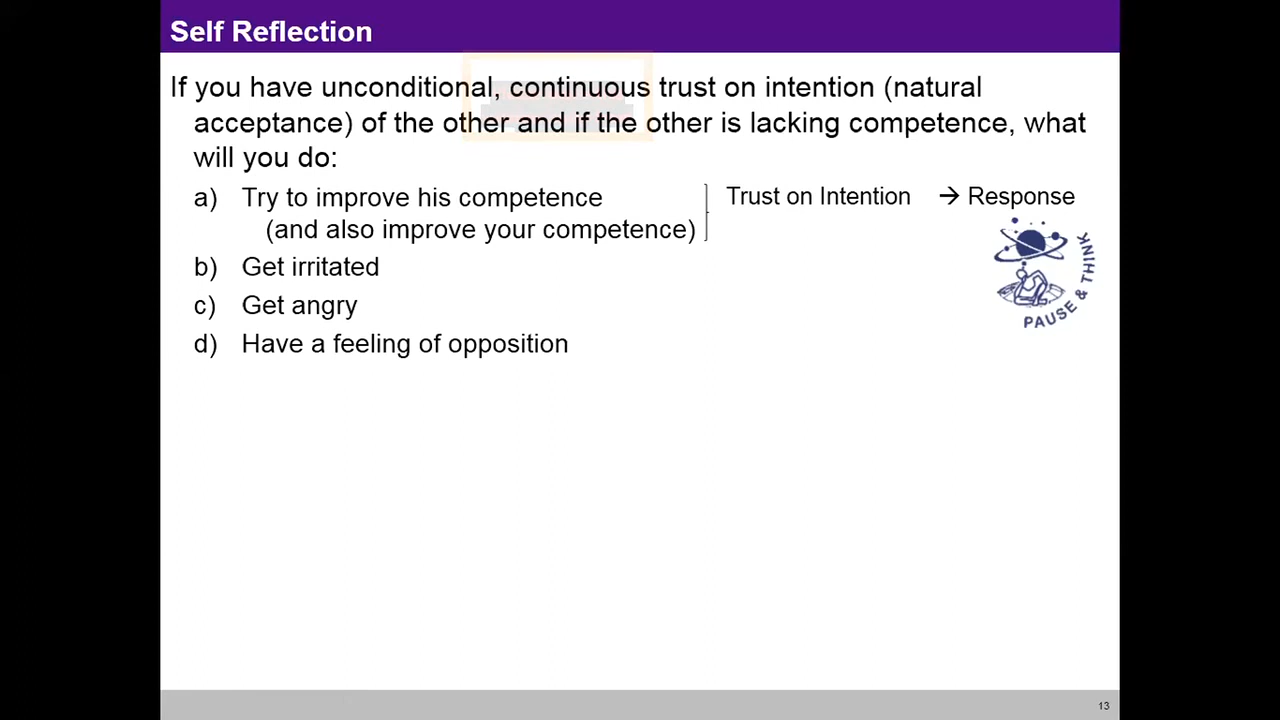 Self Reflection
If you have unconditional, continuous trust on intention (natural
acceptance) of the other and if the other is lacking competence, what
will you do:
a) Try to improve his competence
(and also improve your competence)
Trust on Intention → Response
b) Get irritated
c) Get angry
d) Have a feeling of opposition
PAUSE & THINK
13